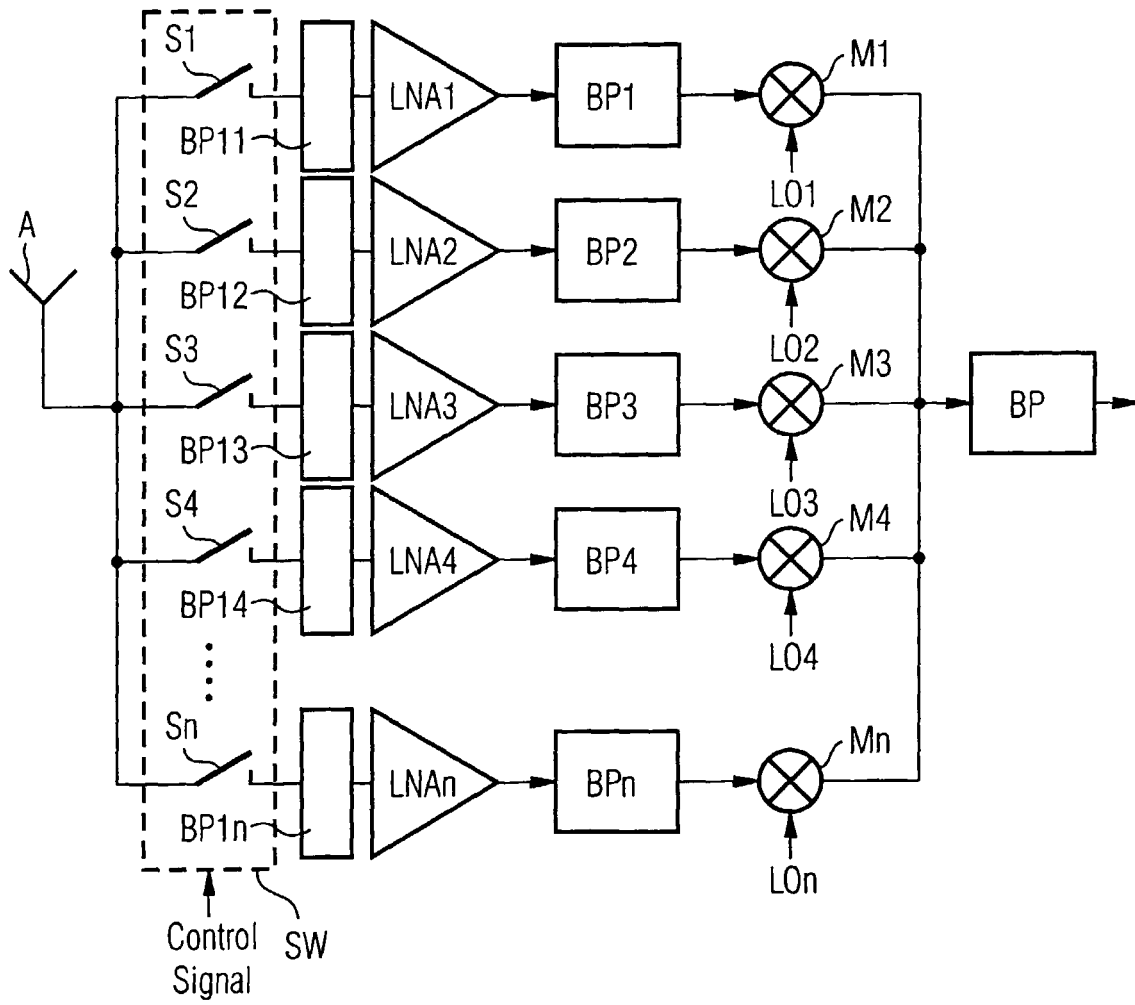 S1
M1
LNA1
BP1
BP11
LO1
S2
M2
A
LNA2
BP2
BP12
LO2
S3
M3
LNA3
BP3
BP
BP13
LO3
S4
M4
LNA4
BP4
BP14
LO4
Sn
Mn
LNAn
BPn
BP1n
LOn
Control
Signal
SW